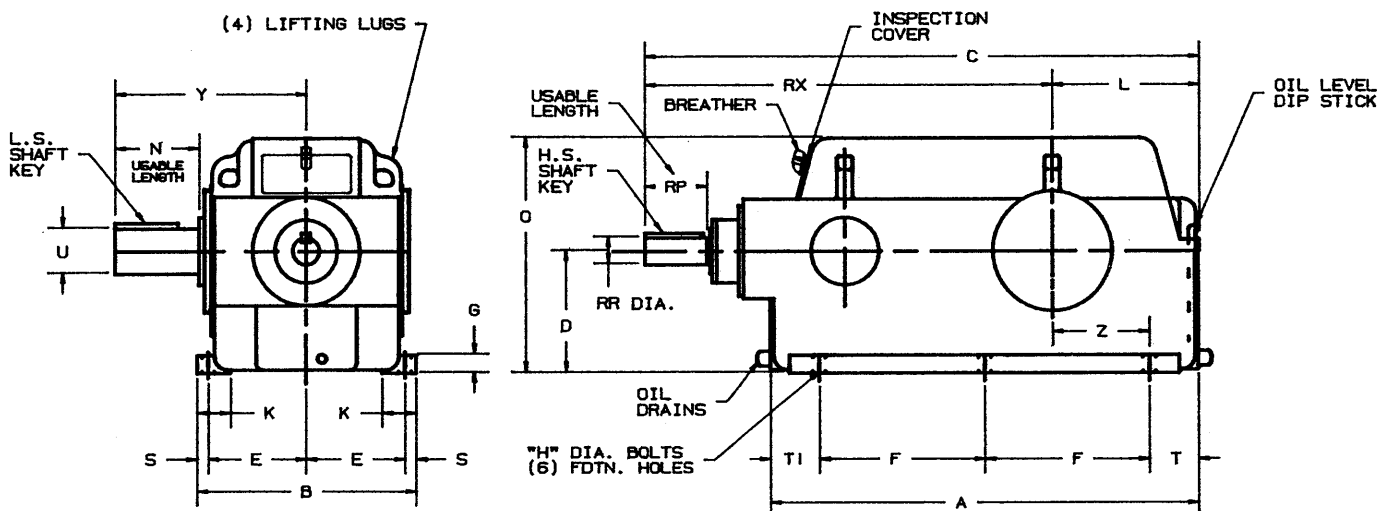 (4) LIFTING LUGS
INSPECTION
COVER
C
Y
RX
L
OIL LEVEL
DIP STICK
USABLE
LENGTH
BREATHER
L.S.
SHAFT
KEY
N
USABLE
LENGTH
H.S.
SHAFT
KEY
RP
O
U
RR DIA.
D
G
Z
K
K
OIL
DRAINS
S
E
E
S
"H" DIA. BOLTS
(6) FDTN. HOLES
T1
F
F
T
B
A